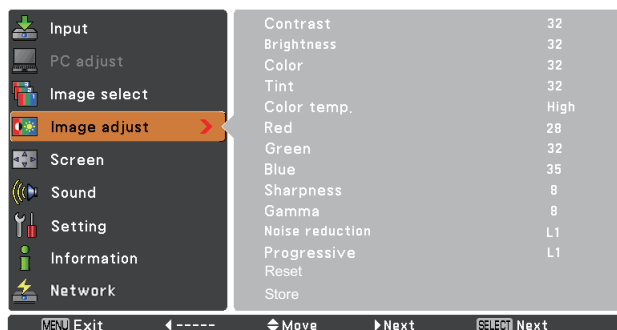 Input
PC adjust
Image select
Image adjust
Screen
Sound
Setting
Information
Network
Contrast 32
Brightness 32
Color 32
Tint 32
Color temp. High
Red 28
Green 32
Blue 35
Sharpness 8
Gamma 8
Noise reduction L1
Progressive L1
Reset
Store
MENU Exit ----- Move Next SELECT Next